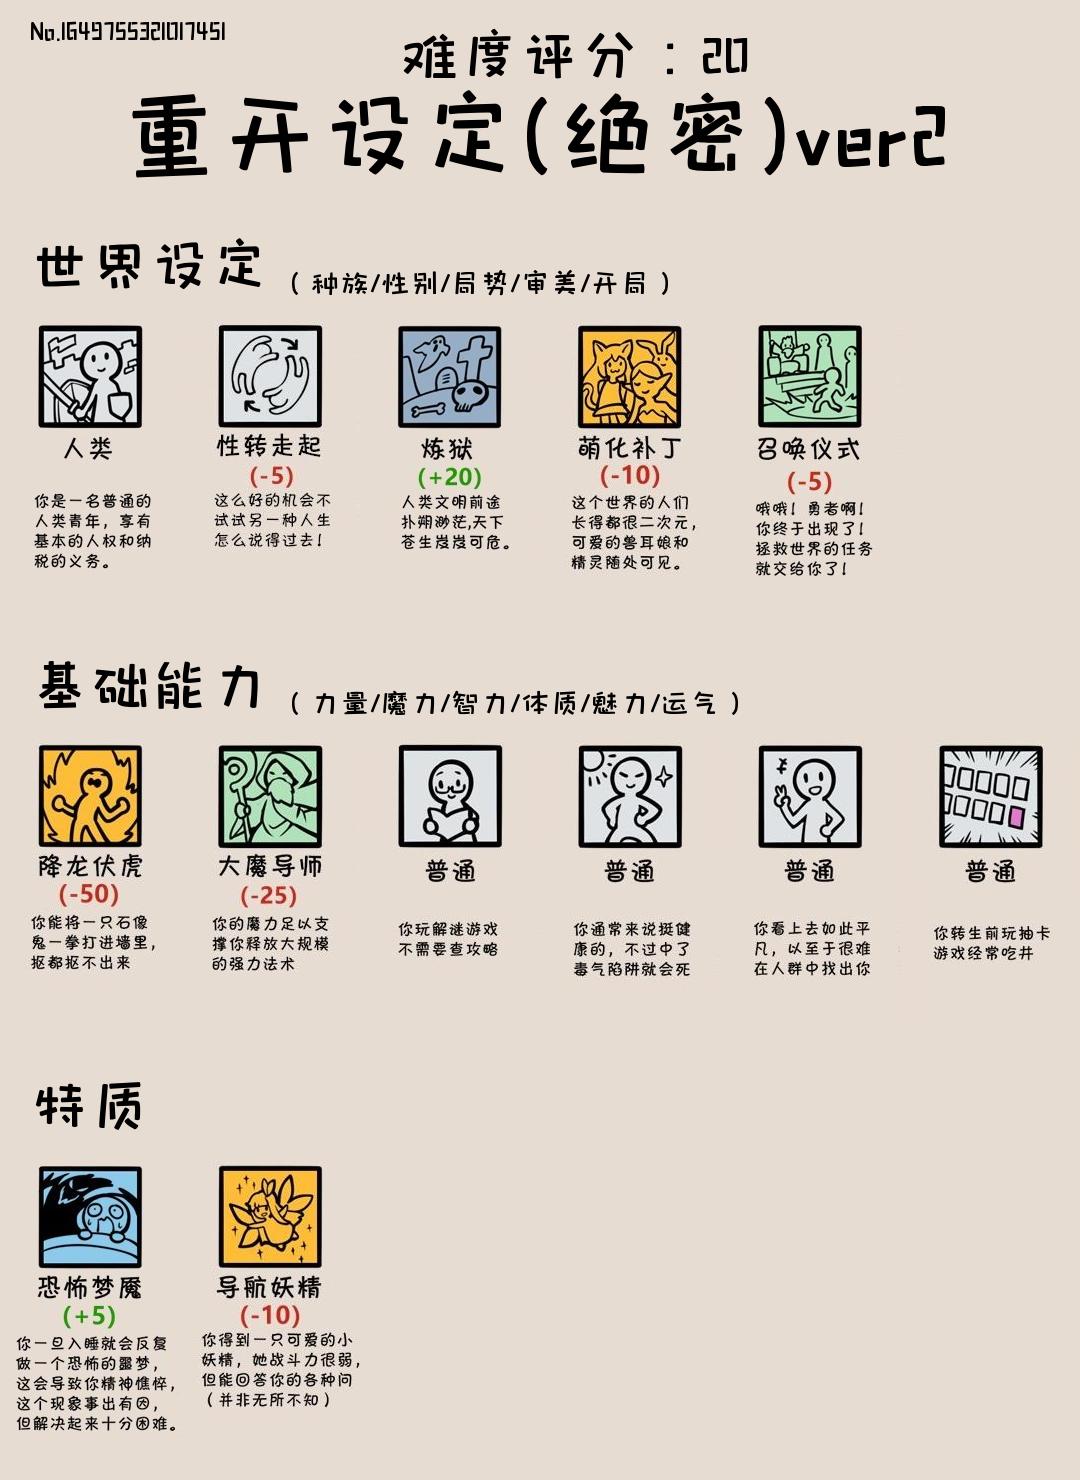 No.1649755321017451
难度评分:20
重开设定(绝密)ver2
世界设定 (种族/性别/局势/审美/开局)
人类
你是一名普通的
人类青年，享有
基本的人权和纳
税的义务。
性转走起
(-5)
这么好的机会不
试试另一种人生
怎么说得过去!
炼狱
(+20)
人类文明前途
扑朔渺茫,天下
苍生岌岌可危。
萌化补丁
(-10)
这个世界的人们
长得都很二次元，
可爱的兽耳娘和
精灵随处可见。
召唤仪式
(-5)
哦哦! 勇者啊!
你终于出现了!
拯救世界的任务
就交给你了!
基础能力 (力量/魔力/智力/体质/魅力/运气)
降龙伏虎
(-50)
你能将一只石像
鬼一拳打进墙里，
抠都抠不出来
大魔导师
(-25)
你的魔力足以支
撑你释放大规模
的强力法术
普通
你玩解谜游戏
不需要查攻略
普通
你通常来说挺健
康的，不过中了
毒气陷阱就会死
普通
你看上去如此平
凡，以至于很难
在人群中找出你
普通
你转生前玩抽卡
游戏经常吃井
特质
恐怖梦魇
(+5)
你一旦入睡就会反复
做一个恐怖的噩梦，
这会导致你精神憔悴，
这个现象事出有因，
但解决起来十分困难。
导航妖精
(-10)
你得到一只可爱的小
妖精，她战斗力很弱，
但能回答你的各种问
（并非无所不知）